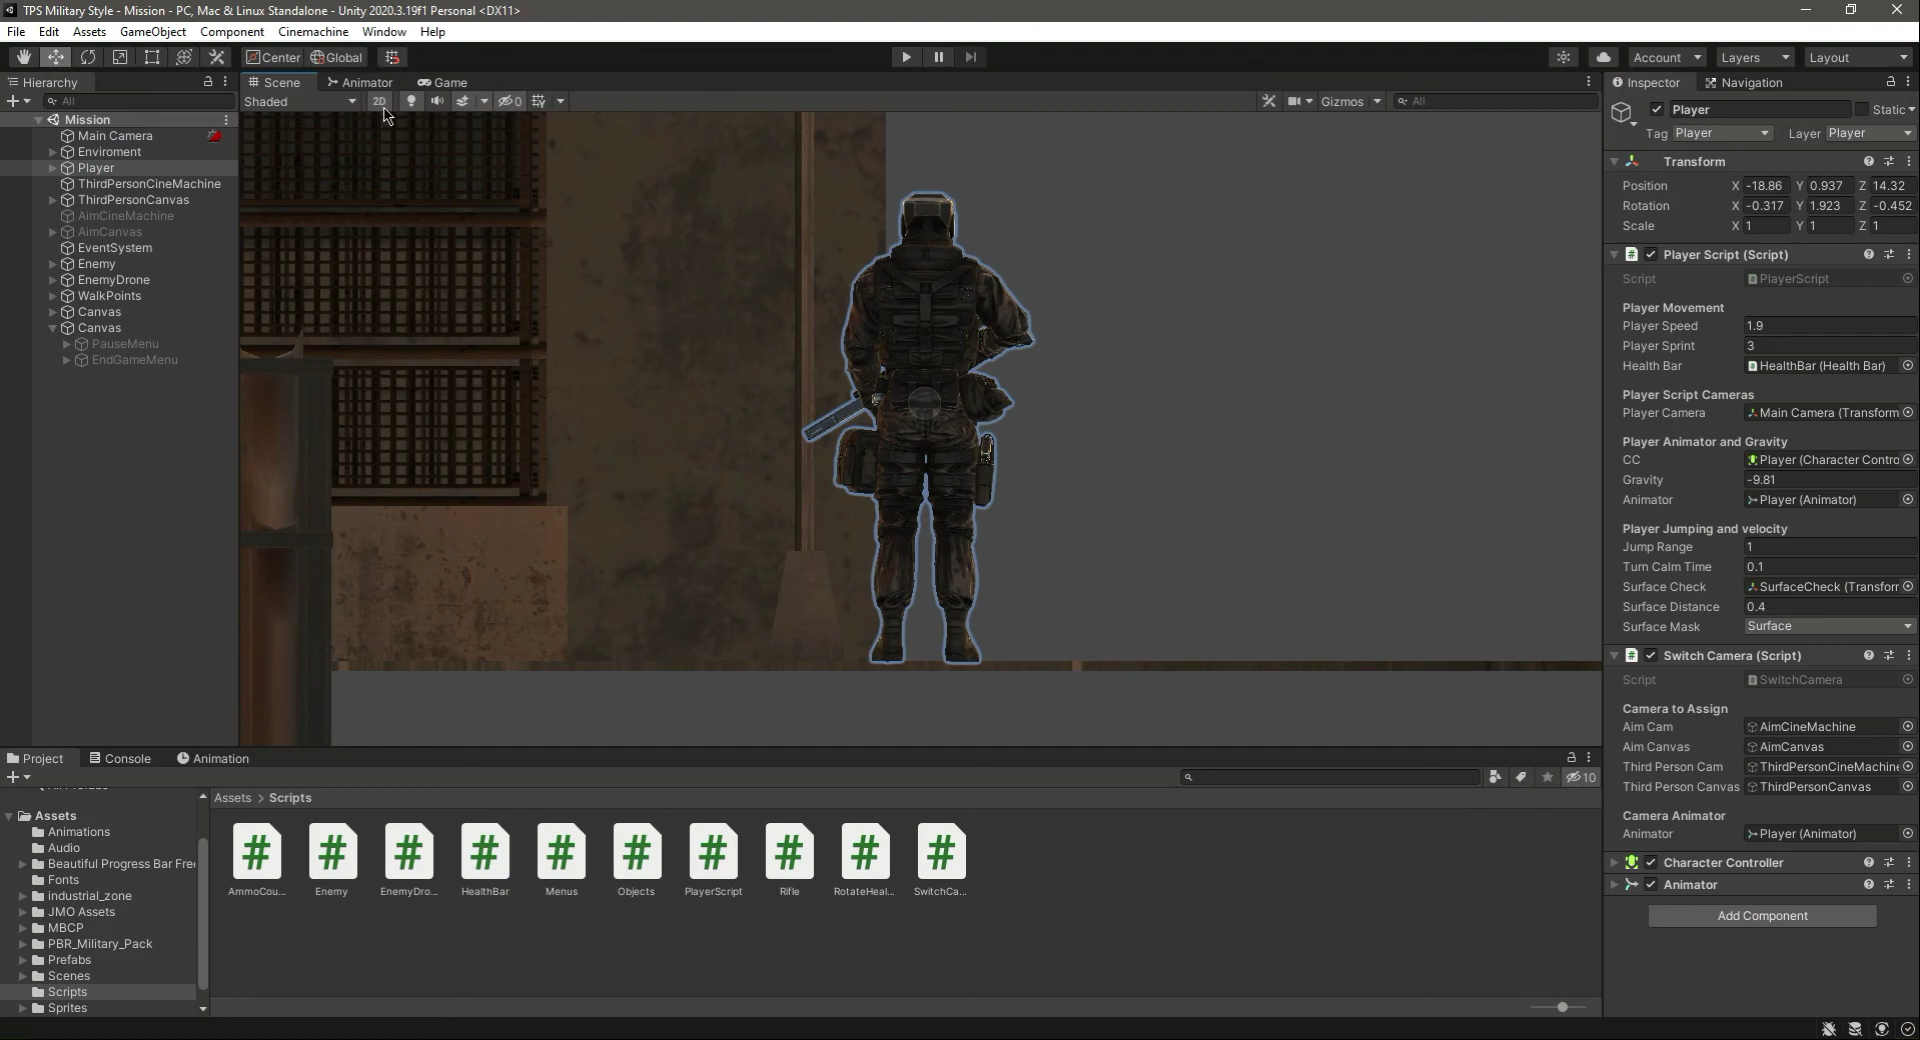 TPS Military Style - Mission - PC, Mac & Linux Standalone - Unity 2020.3.19f1 Personal <DX11>
File Edit Assets GameObject Component Cinemachine Window Help
Center Global Account Layers Layout
Hierarchy
All
Mission
Main Camera
Enviroment
Player
ThirdPersonCineMachine
ThirdPersonCanvas
AimCineMachine
AimCanvas
EventSystem
Enemy
EnemyDrone
WalkPoints
Canvas
Canvas
PauseMenu
EndGameMenu
Scene Animator Game
Shaded 2D 0 Gizmos All
Inspector Navigation
Player Static
Tag Player Layer Player
Transform
Position X -18.86 Y 0.937 Z 14.32
Rotation X -0.317 Y 1.923 Z -0.452
Scale X 1 Y 1 Z 1
Player Script (Script)
Script PlayerScript
Player Movement
Player Speed 1.9
Player Sprint 3
Health Bar HealthBar (Health Bar)
Player Script Cameras
Player Camera Main Camera (Transform
Player Animator and Gravity
CC Player (Character Contro
Gravity -9.81
Animator Player (Animator)
Player Jumping and velocity
Jump Range 1
Turn Calm Time 0.1
Surface Check SurfaceCheck (Transform
Surface Distance 0.4
Surface Mask Surface
Switch Camera (Script)
Script SwitchCamera
Camera to Assign
Aim Cam AimCineMachine
Aim Canvas AimCanvas
Third Person Cam ThirdPersonCineMachine
Third Person Canvas ThirdPersonCanvas
Camera Animator
Animator Player (Animator)
Character Controller
Animator
Add Component
Project Console Animation
10
Assets
Animations
Audio
Beautiful Progress Bar Free
Fonts
industrial_zone
JMO Assets
MBCP
PBR_Military_Pack
Prefabs
Scenes
Scripts
Sprites
Assets > Scripts
AmmoCou... Enemy EnemyDro... HealthBar Menus Objects PlayerScript Rifle RotateHeal... SwitchCa...